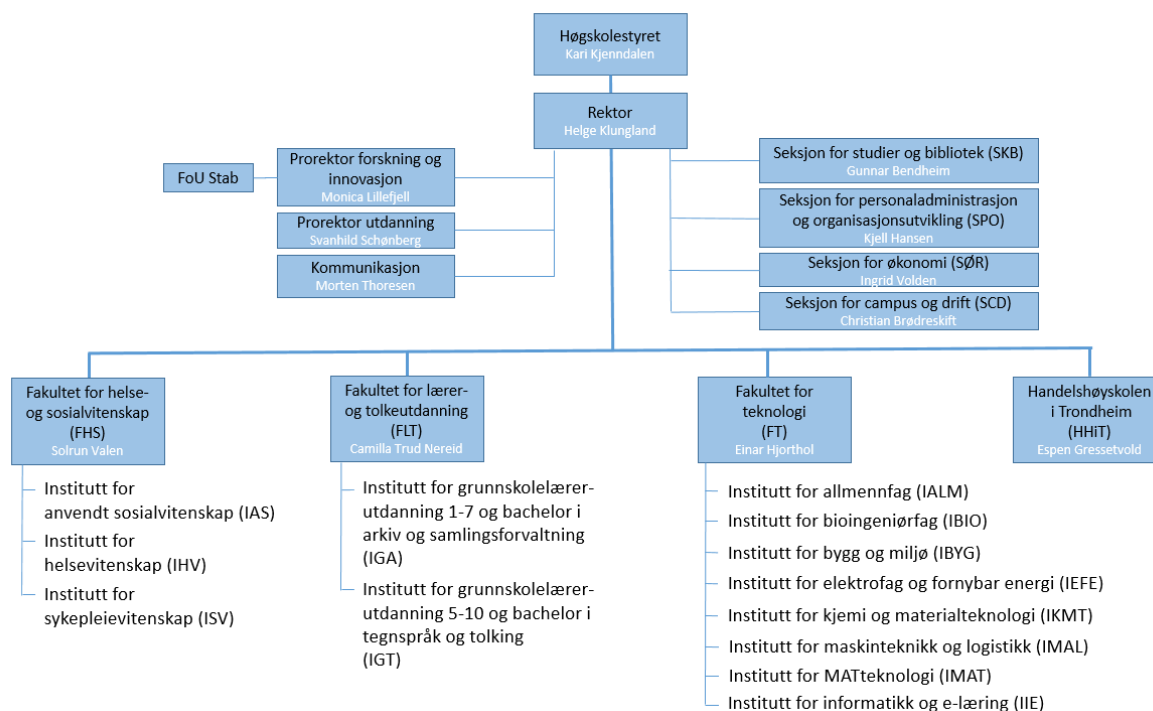 Høgskolestyret
Kari Kjenndalen
Rektor
Helge Klungland
FoU Stab
Prorektor forskning og
innovasjon
Monica Lillefjell
Prorektor utdanning
Svanhild Schønberg
Kommunikasjon
Morten Thoresen
Seksjon for studier og bibliotek (SKB)
Gunnar Bendheim
Seksjon for personaladministrasjon
og organisasjonsutvikling (SPO)
Kjell Hansen
Seksjon for økonomi (SØR)
Ingrid Volden
Seksjon for campus og drift (SCD)
Christian Brødreskift
Fakultet for helse-
og sosialvitenskap
(FHS)
Solrun Valen
Institutt for
anvendt sosialvitenskap (IAS)
Institutt for
helsevitenskap (IHV)
Institutt for
sykepleievitenskap (ISV)
Fakultet for lærer-
og tolkeutdanning
(FLT)
Camilla Trud Nereid
Institutt for grunnskolelærer-
utdanning 1-7 og bachelor i
arkiv og samlingsforvaltning
(IGA)
Institutt for grunnskolelærer-
utdanning 5-10 og bachelor i
tegnspråk og tolking
(IGT)
Fakultet for
teknologi
(FT)
Einar Hjorthol
Institutt for allmennfag (IALM)
Institutt for bioingeniørfag (IBIO)
Institutt for bygg og miljø (IBYG)
Institutt for elektrofag og fornybar energi (IEFE)
Institutt for kjemi og materialteknologi (IKMT)
Institutt for maskinteknikk og logistikk (IMAL)
Institutt for MATteknologi (IMAT)
Institutt for informatikk og e-læring (IIE)
Handelshøyskolen
i Trondheim
(HHiT)
Espen Gressetvold